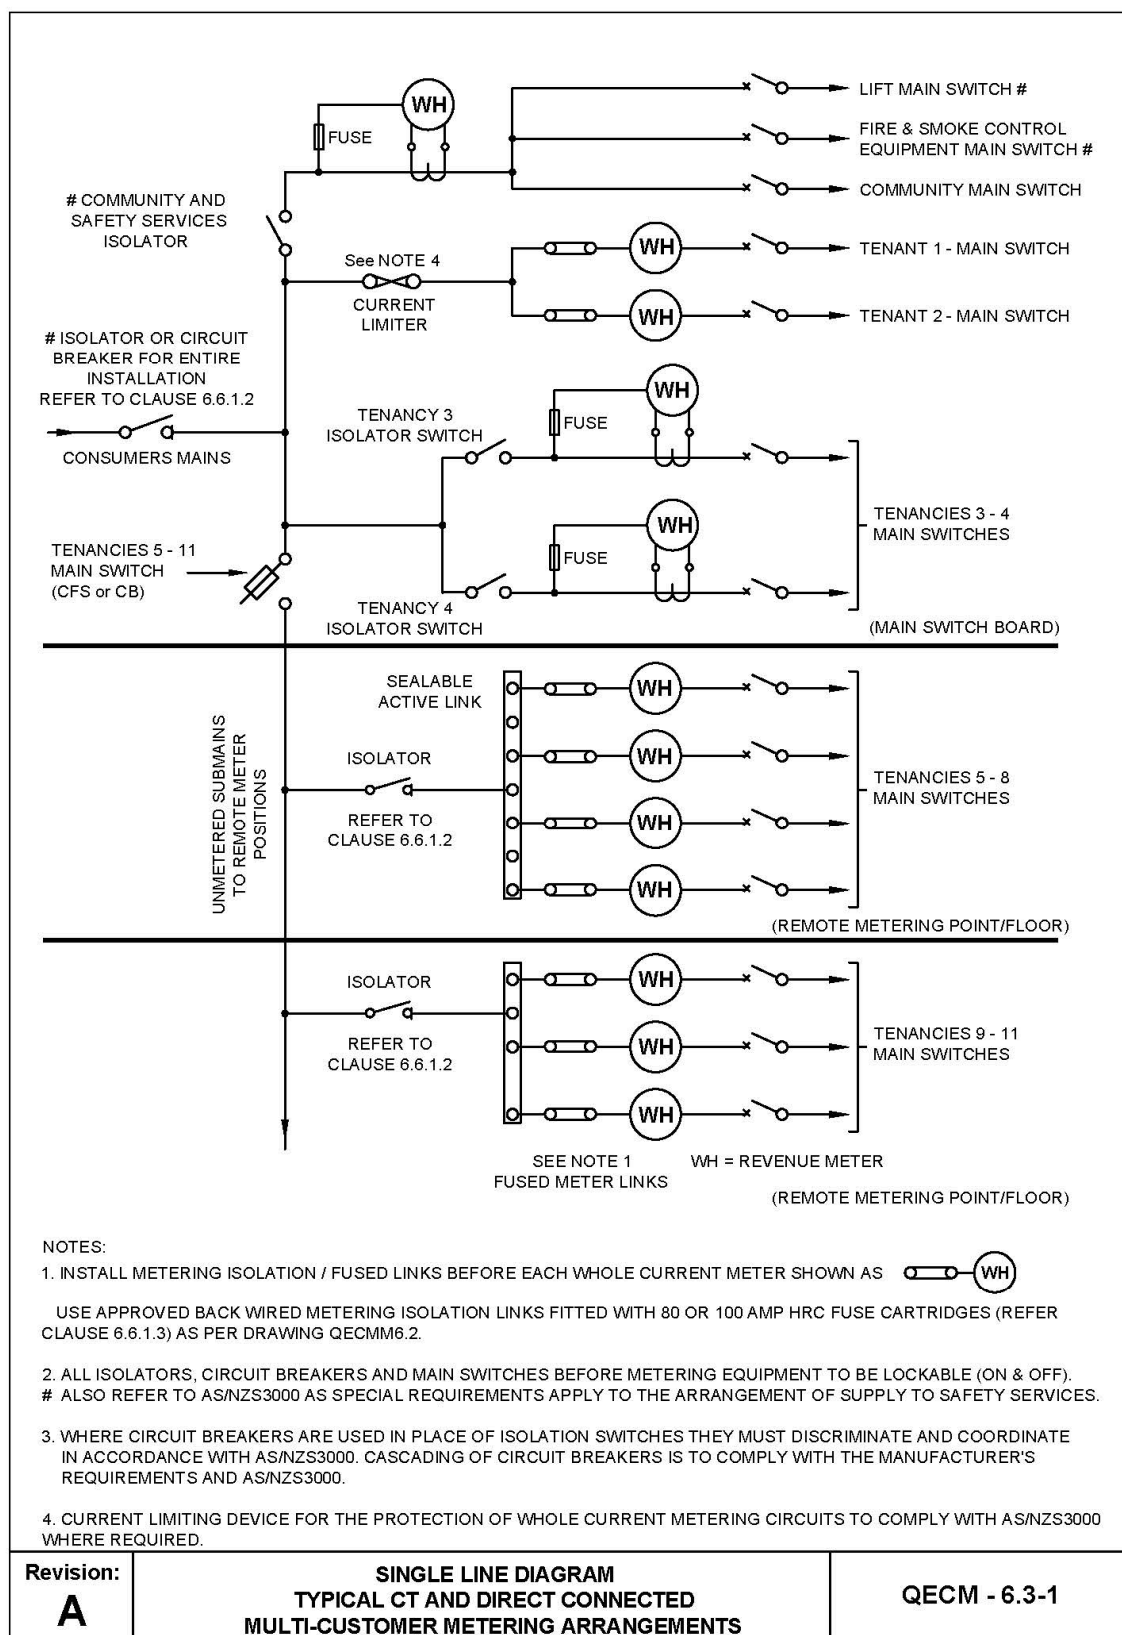 WH
FUSE
LIFT MAIN SWITCH #
FIRE & SMOKE CONTROL
EQUIPMENT MAIN SWITCH #
COMMUNITY MAIN SWITCH
# COMMUNITY AND
SAFETY SERVICES
ISOLATOR
See NOTE 4
CURRENT
LIMITER
WH
TENANT 1 - MAIN SWITCH
WH
TENANT 2 - MAIN SWITCH
# ISOLATOR OR CIRCUIT
BREAKER FOR ENTIRE
INSTALLATION
REFER TO CLAUSE 6.6.1.2
CONSUMERS MAINS
TENANCY 3
ISOLATOR SWITCH
FUSE
WH
TENANCIES 3 - 4
MAIN SWITCHES
WH
FUSE
TENANCIES 5 - 11
MAIN SWITCH
(CFS or CB)
TENANCY 4
ISOLATOR SWITCH
(MAIN SWITCH BOARD)
UNMETERED SUBMAINS
TO REMOTE METER
POSITIONS
SEALABLE
ACTIVE LINK
ISOLATOR
REFER TO
CLAUSE 6.6.1.2
WH
WH
WH
WH
TENANCIES 5 - 8
MAIN SWITCHES
(REMOTE METERING POINT/FLOOR)
ISOLATOR
REFER TO
CLAUSE 6.6.1.2
WH
WH
WH
TENANCIES 9 - 11
MAIN SWITCHES
SEE NOTE 1
FUSED METER LINKS
WH = REVENUE METER
(REMOTE METERING POINT/FLOOR)
NOTES:
1. INSTALL METERING ISOLATION / FUSED LINKS BEFORE EACH WHOLE CURRENT METER SHOWN AS WH
USE APPROVED BACK WIRED METERING ISOLATION LINKS FITTED WITH 80 OR 100 AMP HRC FUSE CARTRIDGES (REFER
CLAUSE 6.6.1.3) AS PER DRAWING QECMM6.2.
2. ALL ISOLATORS, CIRCUIT BREAKERS AND MAIN SWITCHES BEFORE METERING EQUIPMENT TO BE LOCKABLE (ON & OFF).
# ALSO REFER TO AS/NZS3000 AS SPECIAL REQUIREMENTS APPLY TO THE ARRANGEMENT OF SUPPLY TO SAFETY SERVICES.
3. WHERE CIRCUIT BREAKERS ARE USED IN PLACE OF ISOLATION SWITCHES THEY MUST DISCRIMINATE AND COORDINATE
IN ACCORDANCE WITH AS/NZS3000. CASCADING OF CIRCUIT BREAKERS IS TO COMPLY WITH THE MANUFACTURER'S
REQUIREMENTS AND AS/NZS3000.
4. CURRENT LIMITING DEVICE FOR THE PROTECTION OF WHOLE CURRENT METERING CIRCUITS TO COMPLY WITH AS/NZS3000
WHERE REQUIRED.
Revision:
A
SINGLE LINE DIAGRAM
TYPICAL CT AND DIRECT CONNECTED
MULTI-CUSTOMER METERING ARRANGEMENTS
QECM - 6.3-1